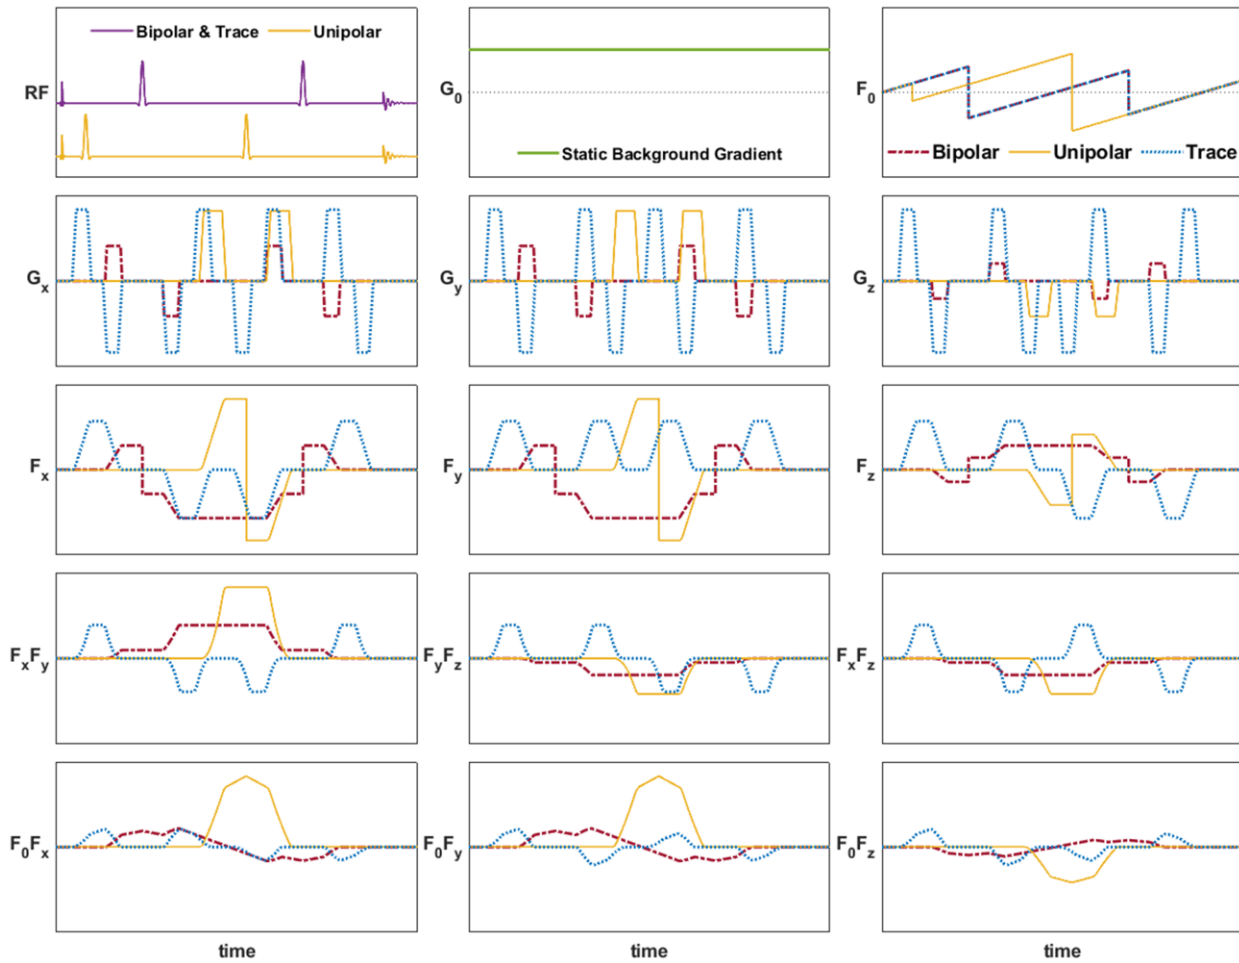 Bipolar & Trace Unipolar
RF
G0
Static Background Gradient
F0
Bipolar Unipolar Trace
Gx
Gy
Gz
Fx
Fy
Fz
FxFy
FyFz
FxFz
F0Fx
F0Fy
F0Fz
time
time
time